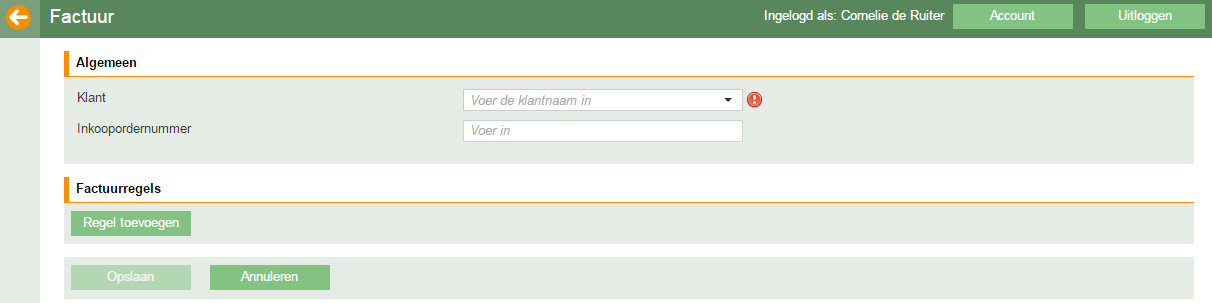 Factuur
Ingelogd als: Cornelie de Ruiter Account Uitloggen
Algemeen
Klant Voer de klantnaam in
Inkoopordernummer Voer in
Factuurregels
Regel toevoegen
Opslaan Annuleren